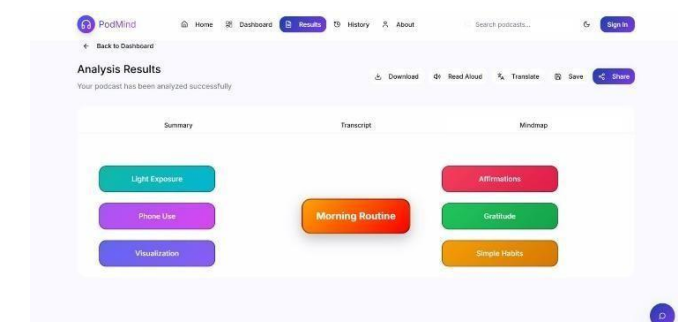 PodMind Home Dashboard Results History About Search podcasts... Sign In
Back to Dashboard
Analysis Results
Your podcast has been analyzed successfully
Download Read Aloud Translate Save Share
Summary Transcript Mindmap
Light Exposure Affirmations
Phone Use Morning Routine Gratitude
Visualization Simple Habits